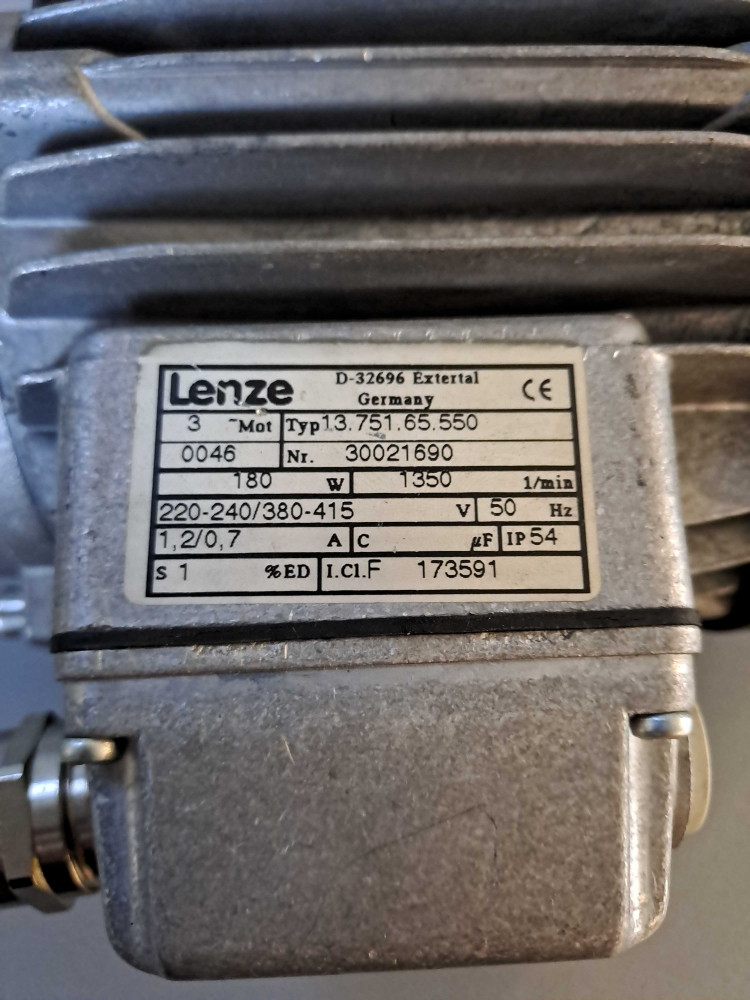 Lenze D-32696 Extertal CE
Germany
3 ~Mot Typ 13.751.65.550
0046 Nr. 30021690
180 W 1350 1/min
220-240/380-415 V 50 Hz
1,2/0,7 A C µF IP 54
S 1 %ED I.Cl.F 173591